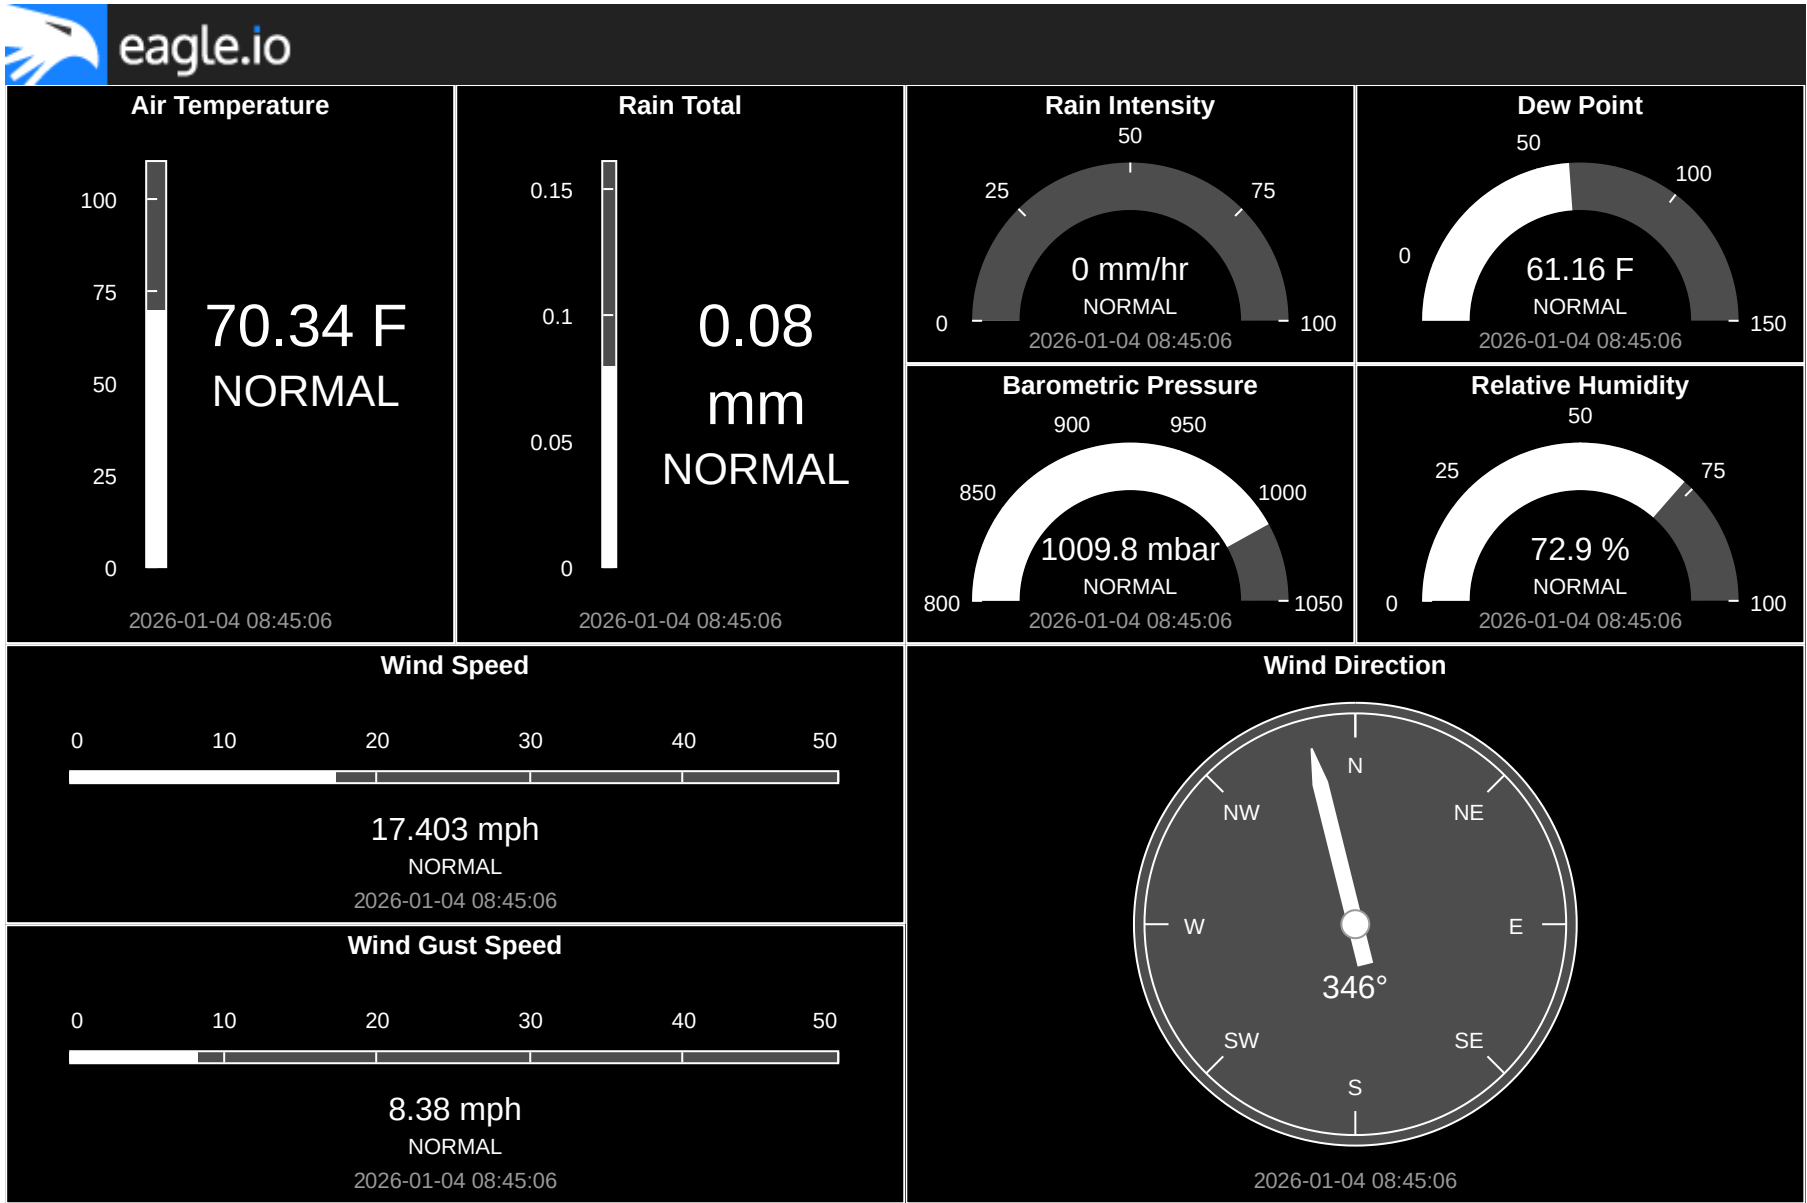 eagle.io
Air Temperature
100
75
50
25
0
70.34 F
NORMAL
2026-01-04 08:45:06
Rain Total
0.15
0.1
0.05
0
0.08
mm
NORMAL
2026-01-04 08:45:06
Rain Intensity
0
25
50
75
100
0 mm/hr
NORMAL
2026-01-04 08:45:06
Dew Point
0
50
100
150
61.16 F
NORMAL
2026-01-04 08:45:06
Barometric Pressure
800
850
900
950
1000
1050
1009.8 mbar
NORMAL
2026-01-04 08:45:06
Relative Humidity
0
25
50
75
100
72.9 %
NORMAL
2026-01-04 08:45:06
Wind Speed
0 10 20 30 40 50
17.403 mph
NORMAL
2026-01-04 08:45:06
Wind Gust Speed
0 10 20 30 40 50
8.38 mph
NORMAL
2026-01-04 08:45:06
Wind Direction
N
NW NE
W E
346°
SW SE
S
2026-01-04 08:45:06